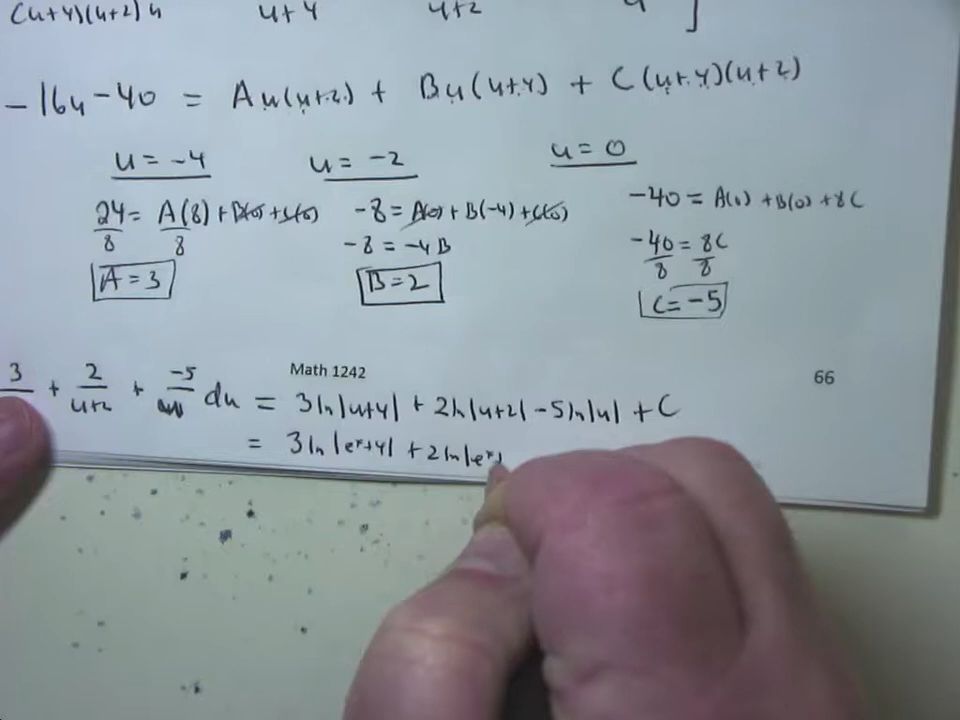 (u+4)(u+2)u u+4 u+2 u ]
-16u-40 = Au(u+2) + Bu(u+4) + C(u+4)(u+2)
u = -4 u = -2 u = 0
24 = A(8) + B(0) + C(0) -8 = A(0) + B(-4) + C(0) -40 = A(0) + B(0) + 8C
8 8 -8 = -4B -40 = 8C
8 8
A = 3 B = 2 C = -5
Math 1242 66
3 + 2/u+2 + -5/u du = 3ln|u+4| + 2ln|u+2| - 5ln|u| + C
= 3ln|eˣ+4| + 2ln|eˣ+